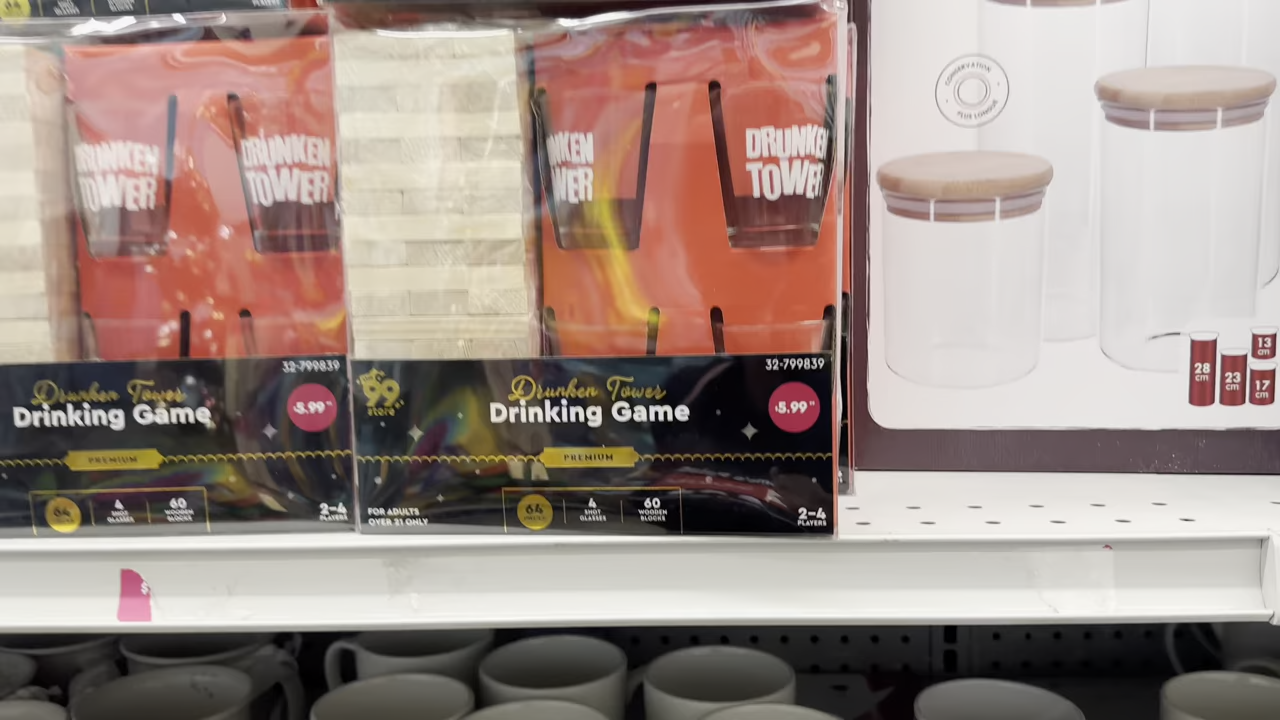 DRUNKEN
TOWER
DRUNKEN
TOWER
DRUNKEN
TOWER
32-799839
Drunken Tower
Drinking Game
5.99
PREMIUM
64
4
SHOT
GLASSES
60
WOODEN
BLOCKS
2-4
PLAYERS
32-799839
99
store
Drunken Tower
Drinking Game
5.99
PREMIUM
FOR ADULTS
OVER 21 ONLY
64
4
SHOT
GLASSES
60
WOODEN
BLOCKS
2-4
PLAYERS
CONSERVATION
PLUS LONGUE
28
cm
23
cm
13
cm
17
cm